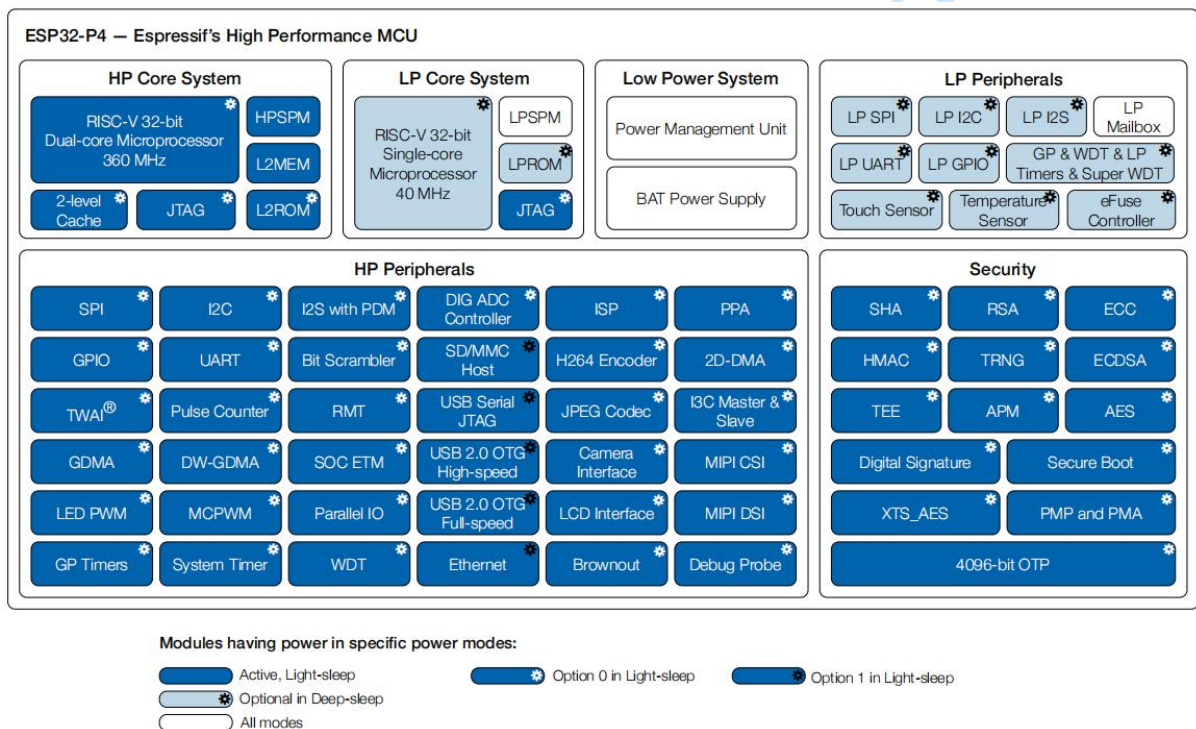 ESP32-P4 — Espressif's High Performance MCU
HP Core System
RISC-V 32-bit
Dual-core Microprocessor
360 MHz
HPSPM
L2MEM
2-level
Cache
JTAG
L2ROM
LP Core System
RISC-V 32-bit
Single-core
Microprocessor
40 MHz
LPSPM
LPROM
JTAG
Low Power System
Power Management Unit
BAT Power Supply
LP Peripherals
LP SPI
LP I2C
LP I2S
LP
Mailbox
LP UART
LP GPIO
GP & WDT & LP
Timers & Super WDT
Touch Sensor
Temperature
Sensor
eFuse
Controller
HP Peripherals
SPI
I2C
I2S with PDM
DIG ADC
Controller
ISP
PPA
GPIO
UART
Bit Scrambler
SD/MMC
Host
H264 Encoder
2D-DMA
TWAI®
Pulse Counter
RMT
USB Serial
JTAG
JPEG Codec
I3C Master &
Slave
GDMA
DW-GDMA
SOC ETM
USB 2.0 OTG
High-speed
Camera
Interface
MIPI CSI
LED PWM
MCPWM
Parallel IO
USB 2.0 OTG
Full-speed
LCD Interface
MIPI DSI
GP Timers
System Timer
WDT
Ethernet
Brownout
Debug Probe
Security
SHA
RSA
ECC
HMAC
TRNG
ECDSA
TEE
APM
AES
Digital Signature
Secure Boot
XTS_AES
PMP and PMA
4096-bit OTP
Modules having power in specific power modes:
Active, Light-sleep
Option 0 in Light-sleep
Option 1 in Light-sleep
Optional in Deep-sleep
All modes